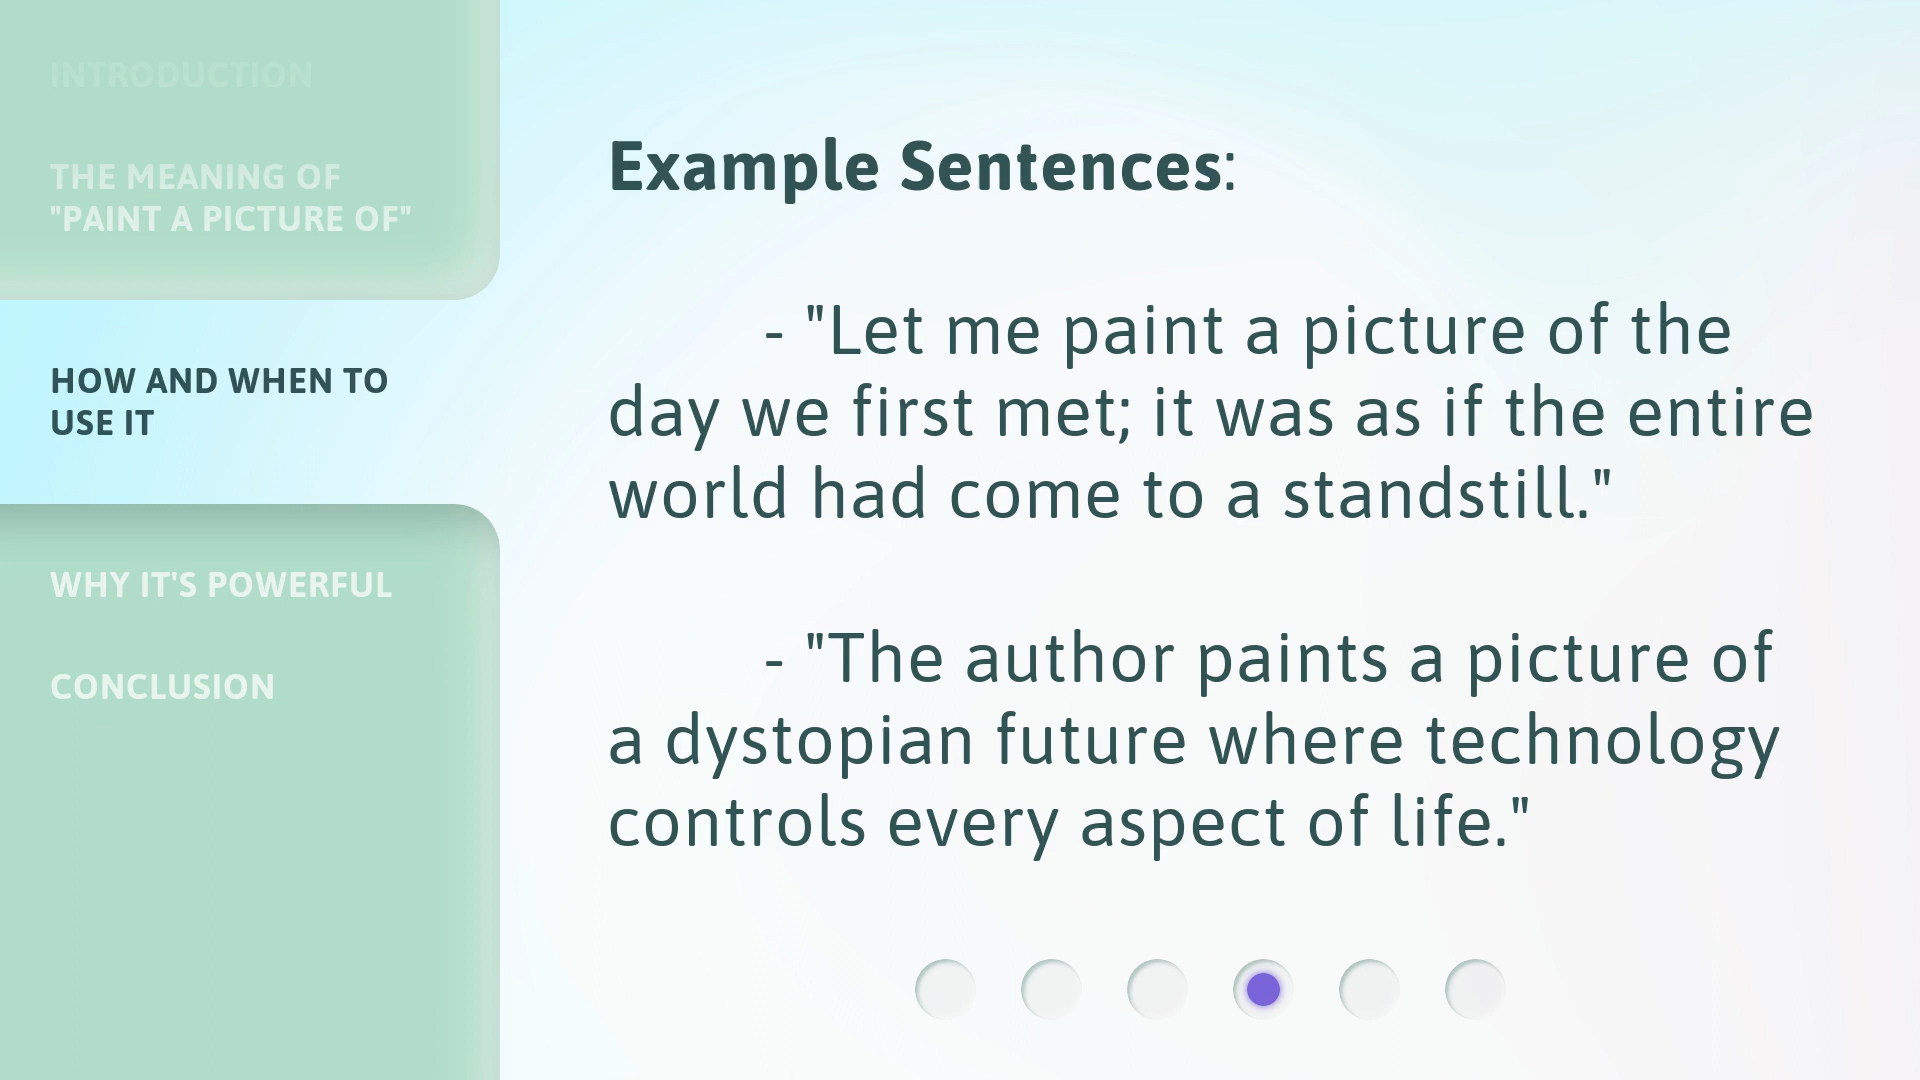 INTRODUCTION
THE MEANING OF
"PAINT A PICTURE OF"
HOW AND WHEN TO
USE IT
WHY IT'S POWERFUL
CONCLUSION
Example Sentences:
- "Let me paint a picture of the
day we first met; it was as if the entire
world had come to a standstill."
- "The author paints a picture of
a dystopian future where technology
controls every aspect of life."